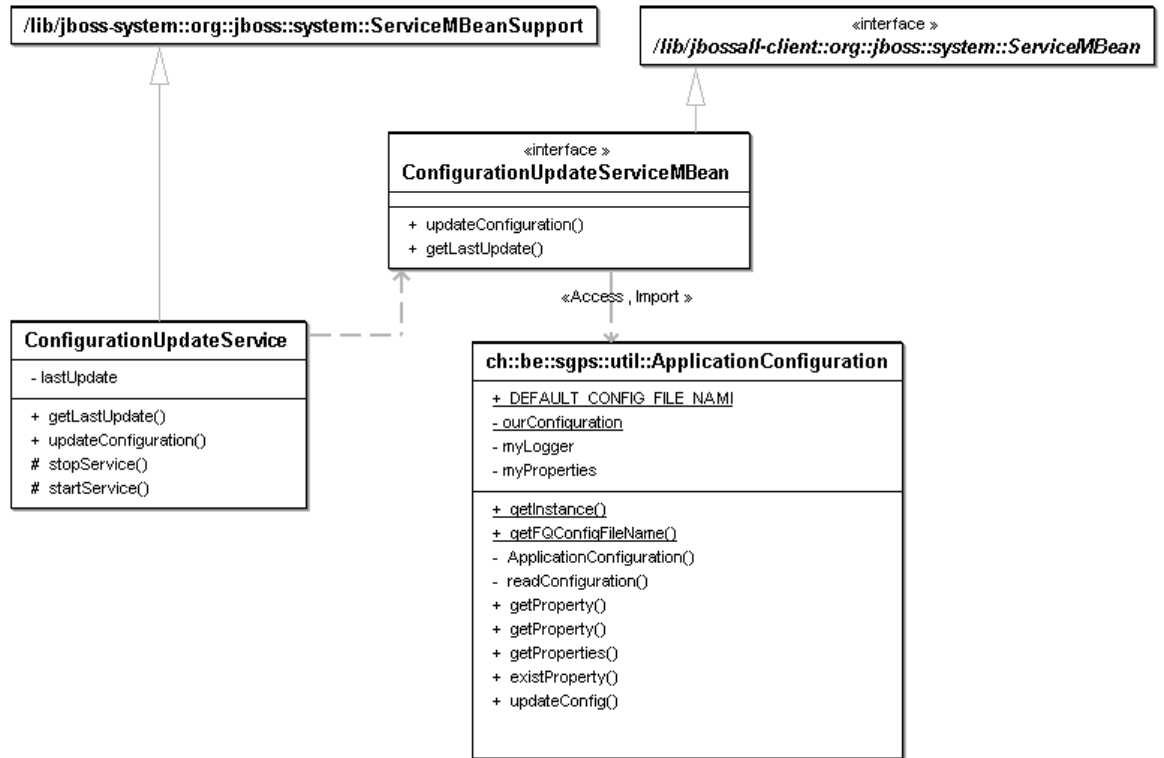 /lib/jboss-system::org::jboss::system::ServiceMBeanSupport
«interface »
/lib/jbossall-client::org::jboss::system::ServiceMBean
«interface »
ConfigurationUpdateServiceMBean
+ updateConfiguration()
+ getLastUpdate()
«Access , Import »
ConfigurationUpdateService
- lastUpdate
+ getLastUpdate()
+ updateConfiguration()
# stopService()
# startService()
ch::be::sgps::util::ApplicationConfiguration
+ DEFAULT_CONFIG_FILE_NAMI
- ourConfiguration
- myLogger
- myProperties
+ getInstance()
+ getFQConfigFileName()
- ApplicationConfiguration()
- readConfiguration()
+ getProperty()
+ getProperty()
+ getProperties()
+ existProperty()
+ updateConfig()